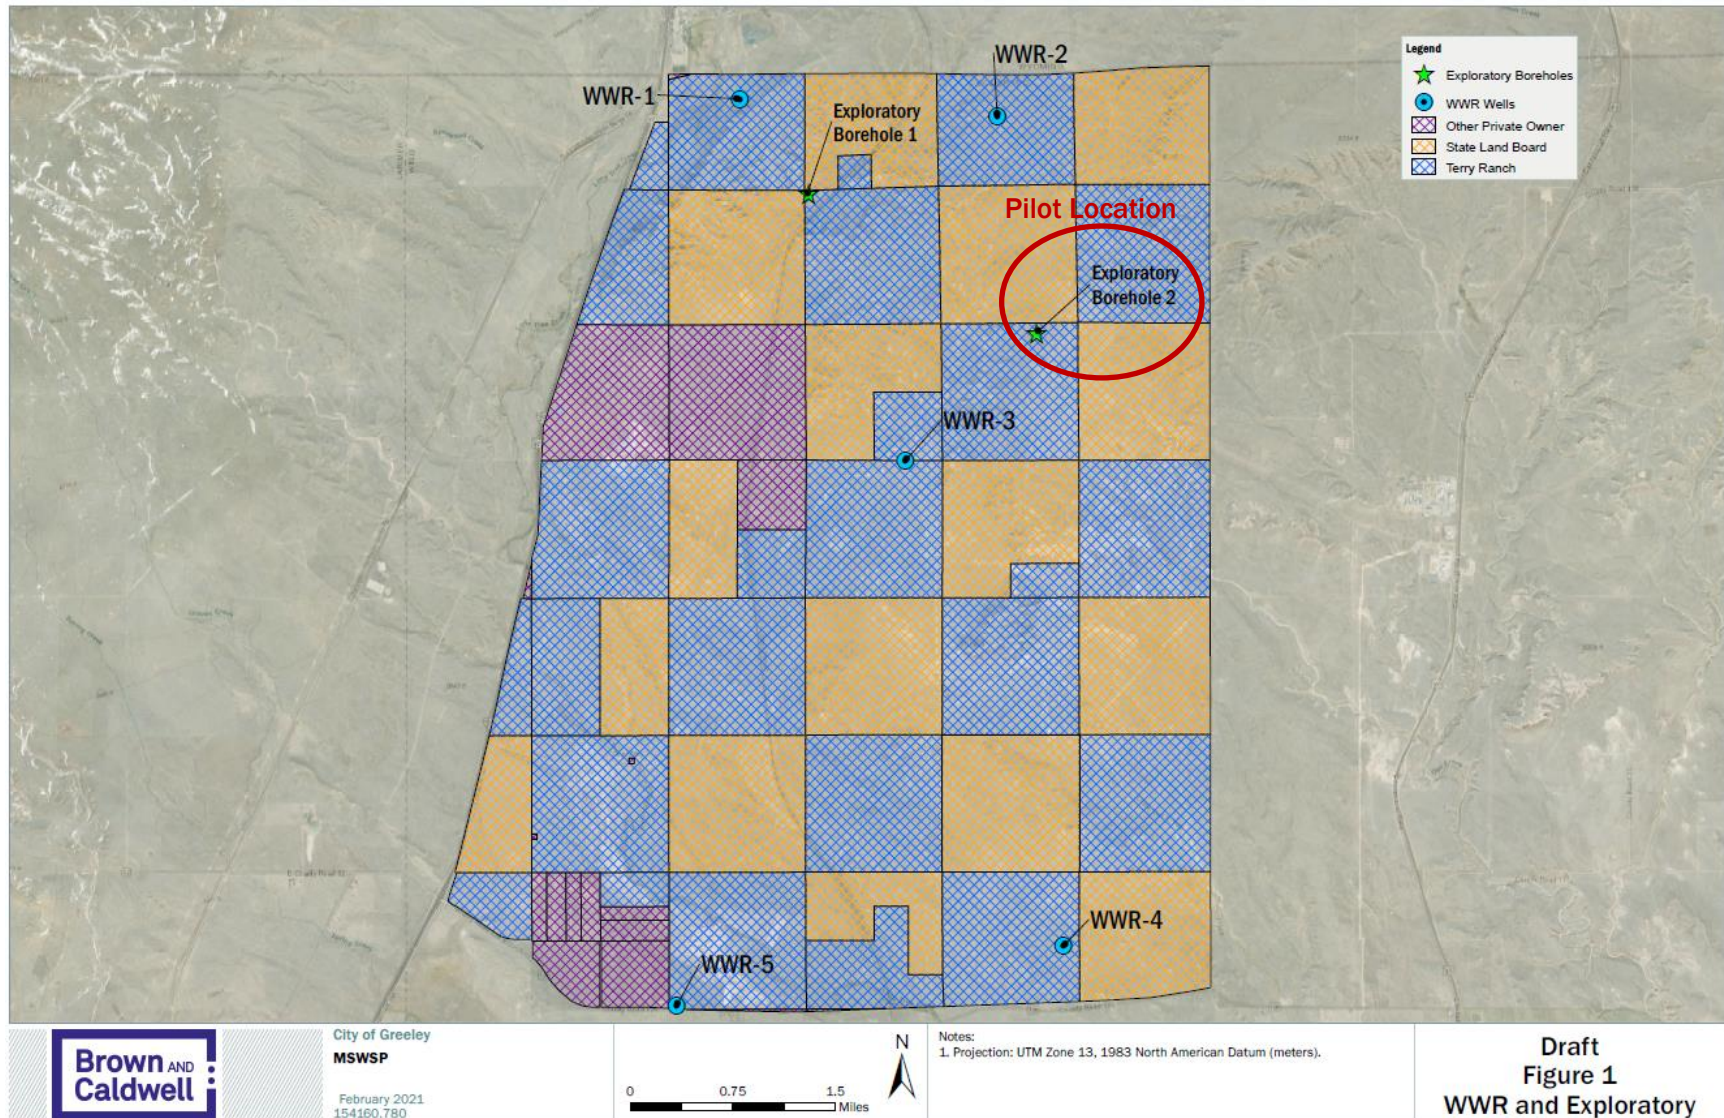 WWR-2
WWR-1
Exploratory
Borehole 1
Legend
Exploratory Boreholes
WWR Wells
Other Private Owner
State Land Board
Terry Ranch
Pilot Location
Exploratory
Borehole 2
WWR-3
WWR-4
WWR-5
Brown AND
Caldwell
City of Greeley
MSWSP
February 2021
154160.780
0 0.75 1.5
Miles
N
Notes:
1. Projection: UTM Zone 13, 1983 North American Datum (meters).
Draft
Figure 1
WWR and Exploratory